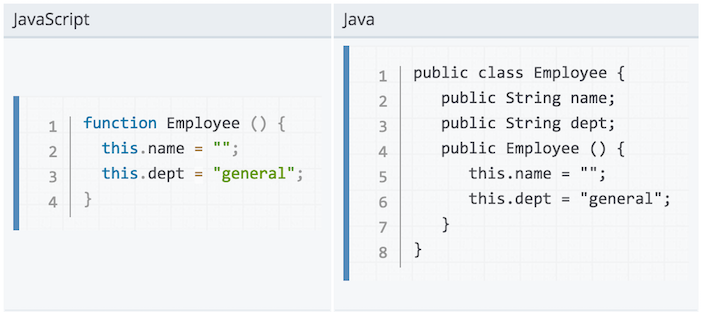 JavaScript
1 function Employee () {
2 this.name = "";
3 this.dept = "general";
4 }
Java
1 public class Employee {
2 public String name;
3 public String dept;
4 public Employee () {
5 this.name = "";
6 this.dept = "general";
7 }
8 }